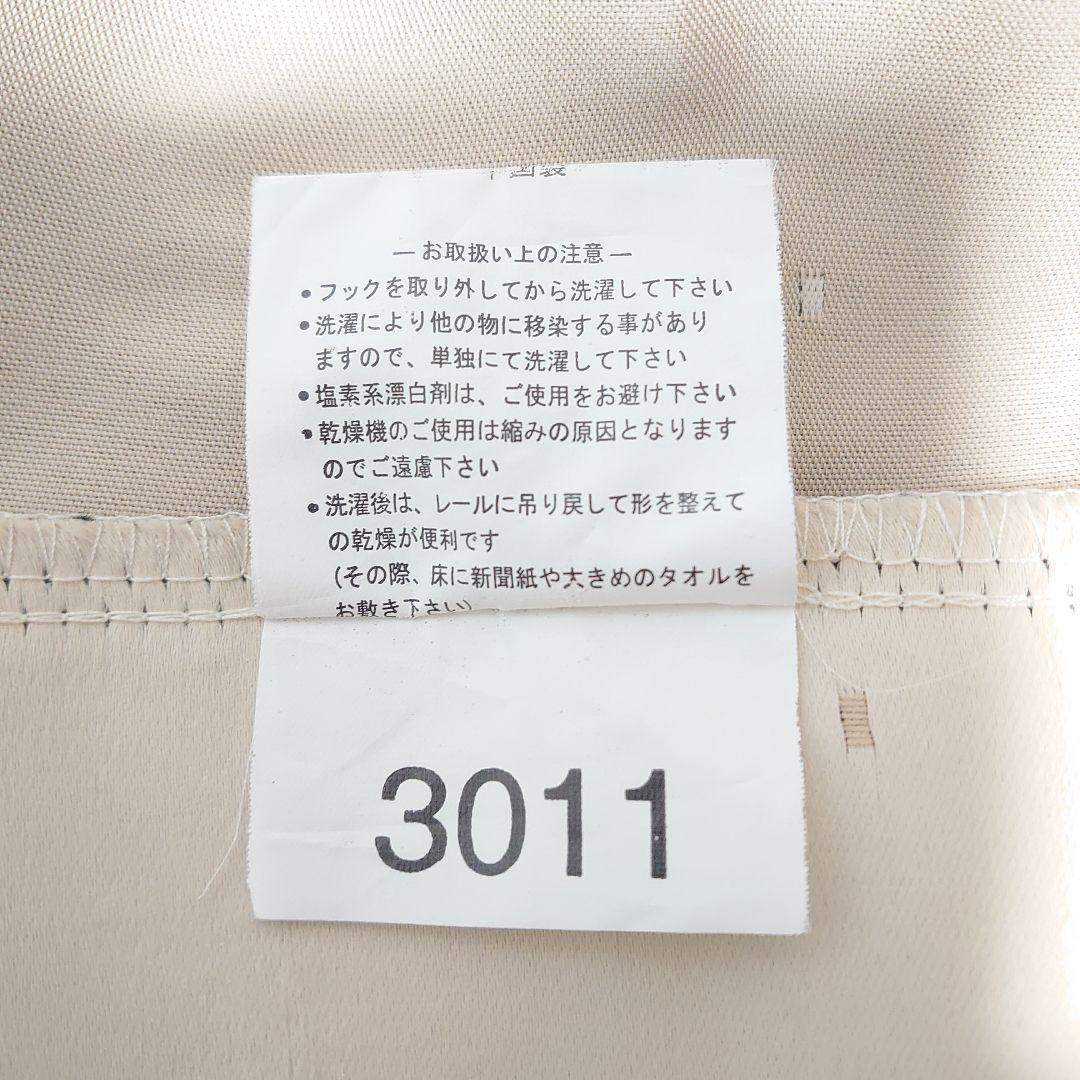 中国製
—お取扱い上の注意—
•フックを取り外してから洗濯して下さい
•洗濯により他の物に移染する事があり
ますので、単独にて洗濯して下さい
•塩素系漂白剤は、ご使用をお避け下さい
•乾燥機のご使用は縮みの原因となります
のでご遠慮下さい
•洗濯後は、レールに吊り戻して形を整えて
の乾燥が便利です
(その際、床に新聞紙や大きめのタオルを
お敷き下さい)
3011